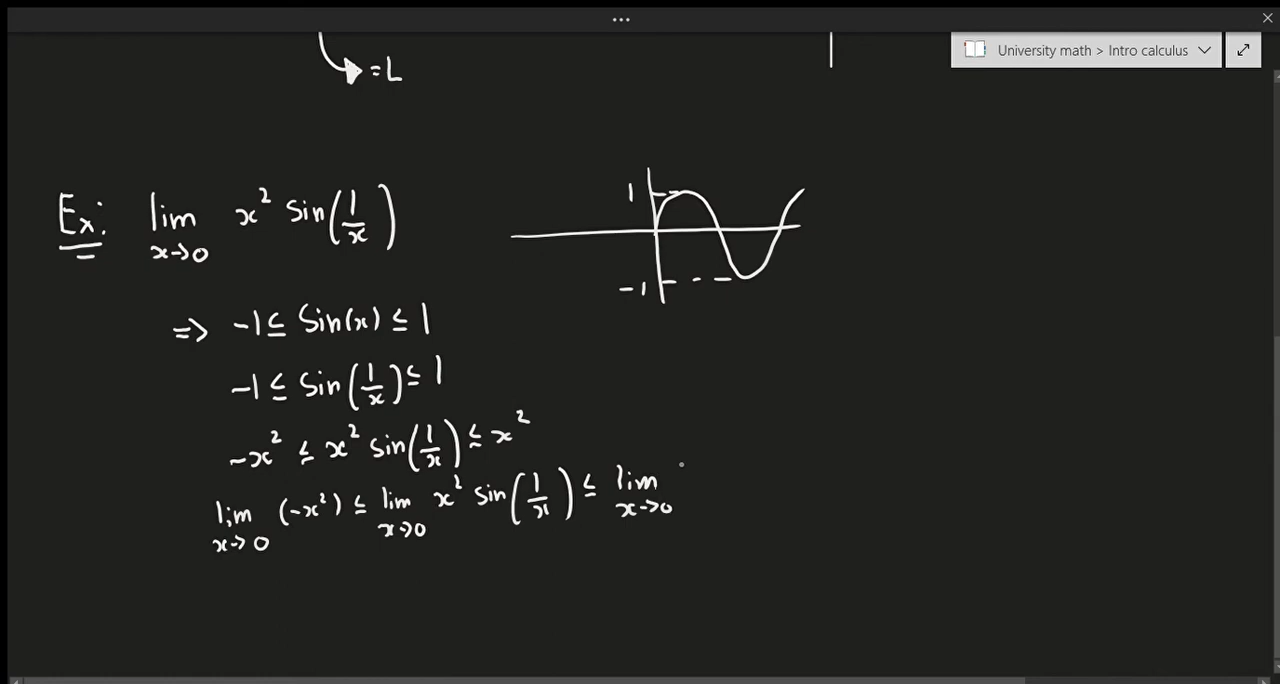 ...
University math > Intro calculus
= L
Ex: lim x→0 x² sin(1/x)
1
-1
=> -1 ≤ Sin(x) ≤ 1
-1 ≤ Sin(1/x) ≤ 1
-x² ≤ x² sin(1/x) ≤ x²
lim x→0 (-x²) ≤ lim x→0 x² sin(1/x) ≤ lim x→0